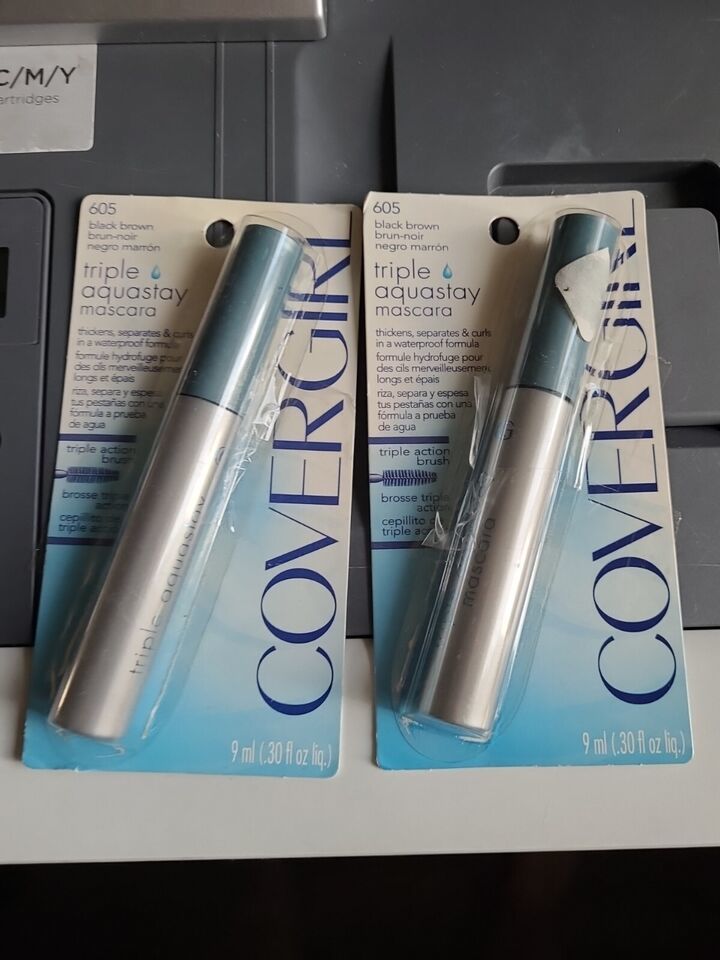 C/M/Y
artridges
605
black brown
brun-noir
negro marrón
triple
aquastay
mascara
thickens, separates & curls
in a waterproof formula
formule hydrofuge pour
des cils merveilleusement
longs et épais
riza, separa y espesa
tus pestañas con una
fórmula a prueba
de agua
triple action
brush
brosse triple
action
cepillito de
triple
COVERGIRL
triple aquastay
9 ml (.30 fl oz liq.)
605
black brown
brun-noir
negro marrón
triple
aquastay
mascara
thickens, separates & curls
in a waterproof formula
formule hydrofuge pour
des cils merveilleusement
longs et épais
riza, separa y espesa
tus pestañas con una
fórmula a prueba
de agua
triple action
brush
brosse triple
action
cepillito de
triple
COVERGIRL
mascara
9 ml (.30 fl oz liq.)